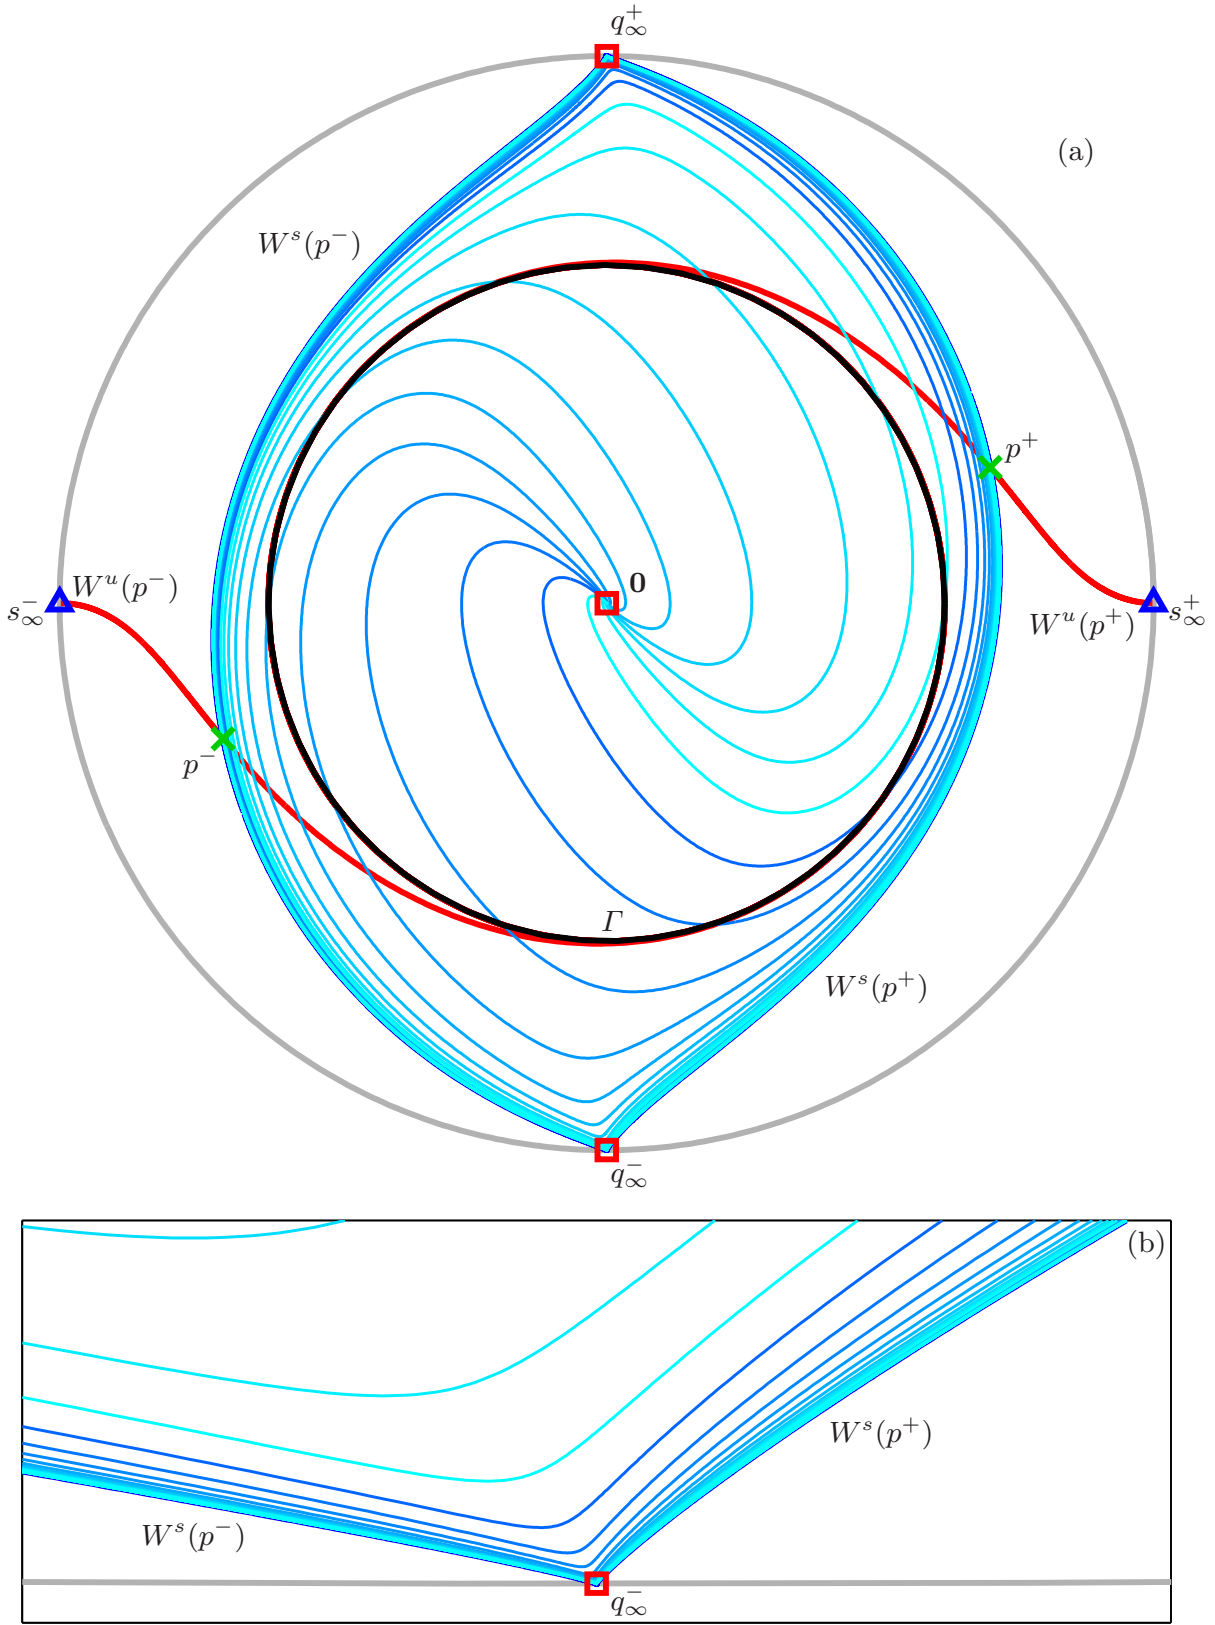 q∞⁺
(a)
Wˢ(p⁻)
p⁺
0
Wᵘ(p⁻)
s∞⁻
Wᵘ(p⁺)
s∞⁺
p⁻
Γ
Wˢ(p⁺)
q∞⁻
(b)
Wˢ(p⁺)
Wˢ(p⁻)
q∞⁻